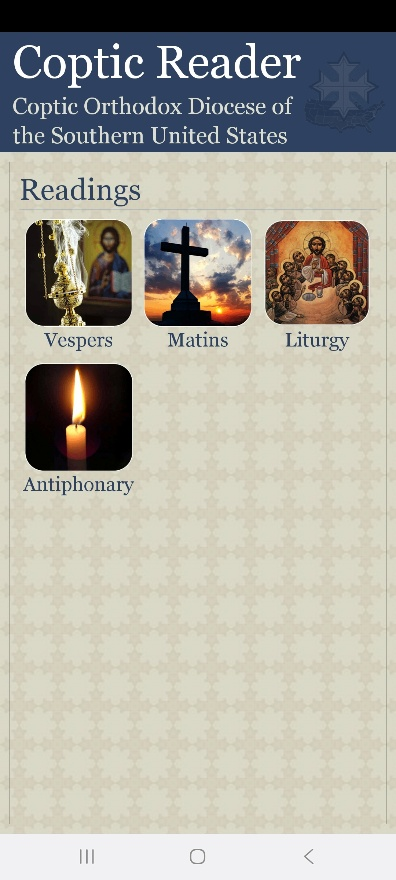 Coptic Reader
Coptic Orthodox Diocese of
the Southern United States
Readings
Vespers
Matins
Liturgy
Antiphonary